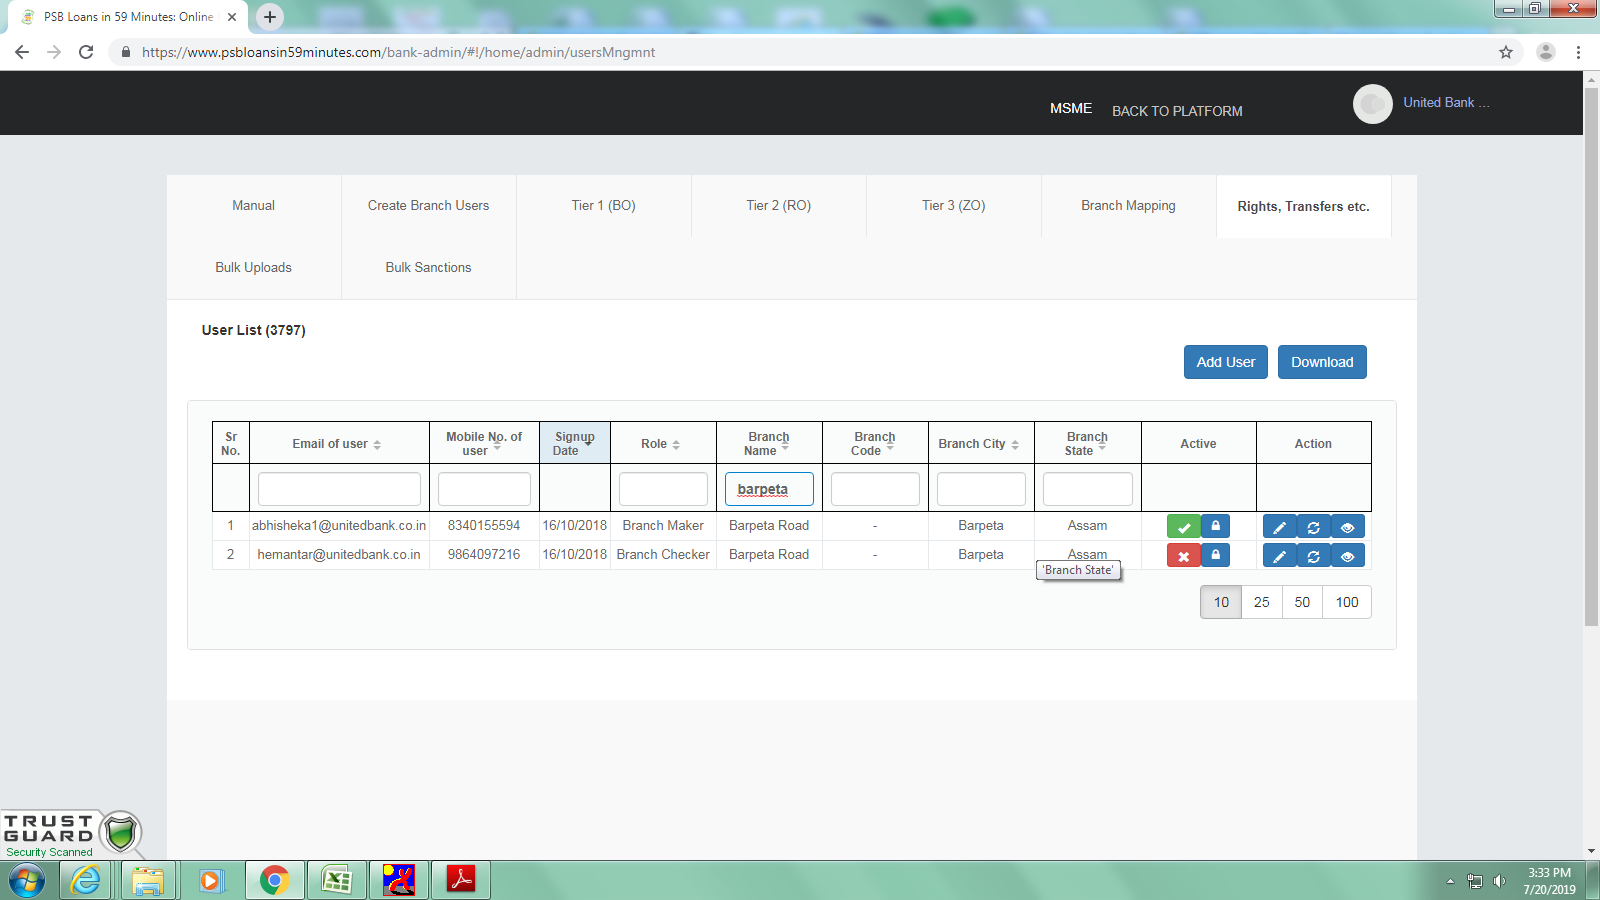 PSB Loans in 59 Minutes: Online
https://www.psbloansin59minutes.com/bank-admin/#!/home/admin/usersMngmnt
MSME BACK TO PLATFORM United Bank ...
Manual Create Branch Users Tier 1 (BO) Tier 2 (RO) Tier 3 (ZO) Branch Mapping Rights, Transfers etc.
Bulk Uploads Bulk Sanctions
User List (3797)
Add User Download
Sr No. Email of user Mobile No. of user Signup Date Role Branch Name Branch Code Branch City Branch State Active Action
barpeta
1 abhisheka1@unitedbank.co.in 8340155594 16/10/2018 Branch Maker Barpeta Road - Barpeta Assam
2 hemantar@unitedbank.co.in 9864097216 16/10/2018 Branch Checker Barpeta Road - Barpeta Assam
'Branch State'
10 25 50 100
TRUST
GUARD
Security Scanned
3:33 PM
7/20/2019